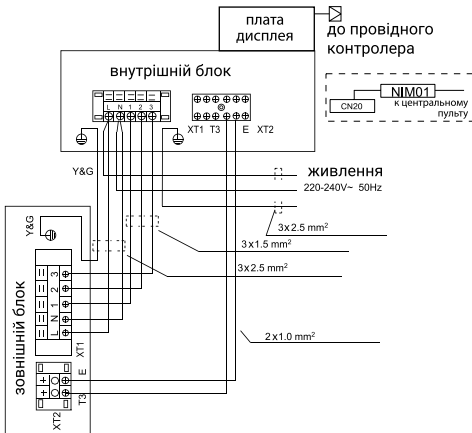 плата
дисплея
до провідного
контролера
внутрішній блок
NIM01
CN20
к центральному
пульту
L N 1 2 3
XT1 T3 E XT2
Y&G
живлення
220-240V~ 50Hz
3x2.5 mm²
Y&G
3x1.5 mm²
3x2.5 mm²
зовнішній блок
3
2
1
N
L
XT1
2x1.0 mm²
E
T3
XT2